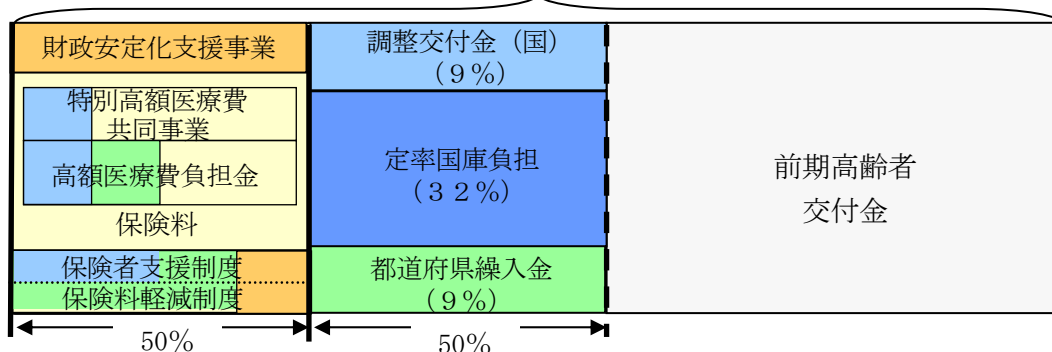 財政安定化支援事業
特別高額医療費
共同事業
高額医療費負担金
保険料
保険者支援制度
保険料軽減制度
50%
調整交付金（国）
（９％）
定率国庫負担
（３２％）
都道府県繰入金
（９％）
50%
前期高齢者
交付金